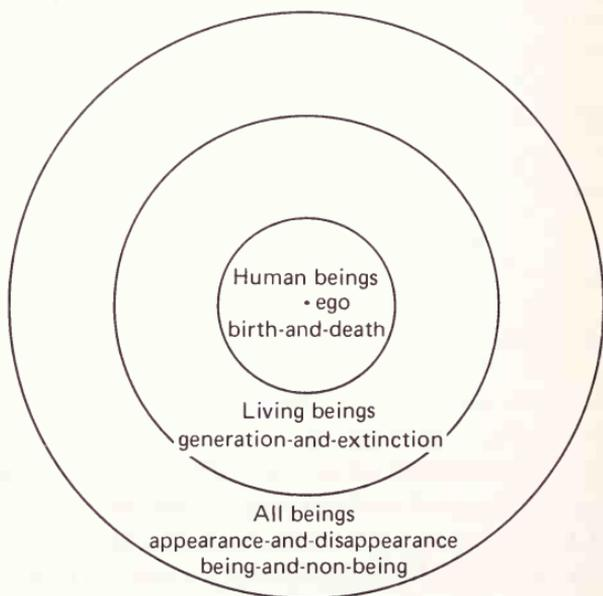 Human beings
• ego
birth-and-death
Living beings
generation-and-extinction
All beings
appearance-and-disappearance
being-and-non-being